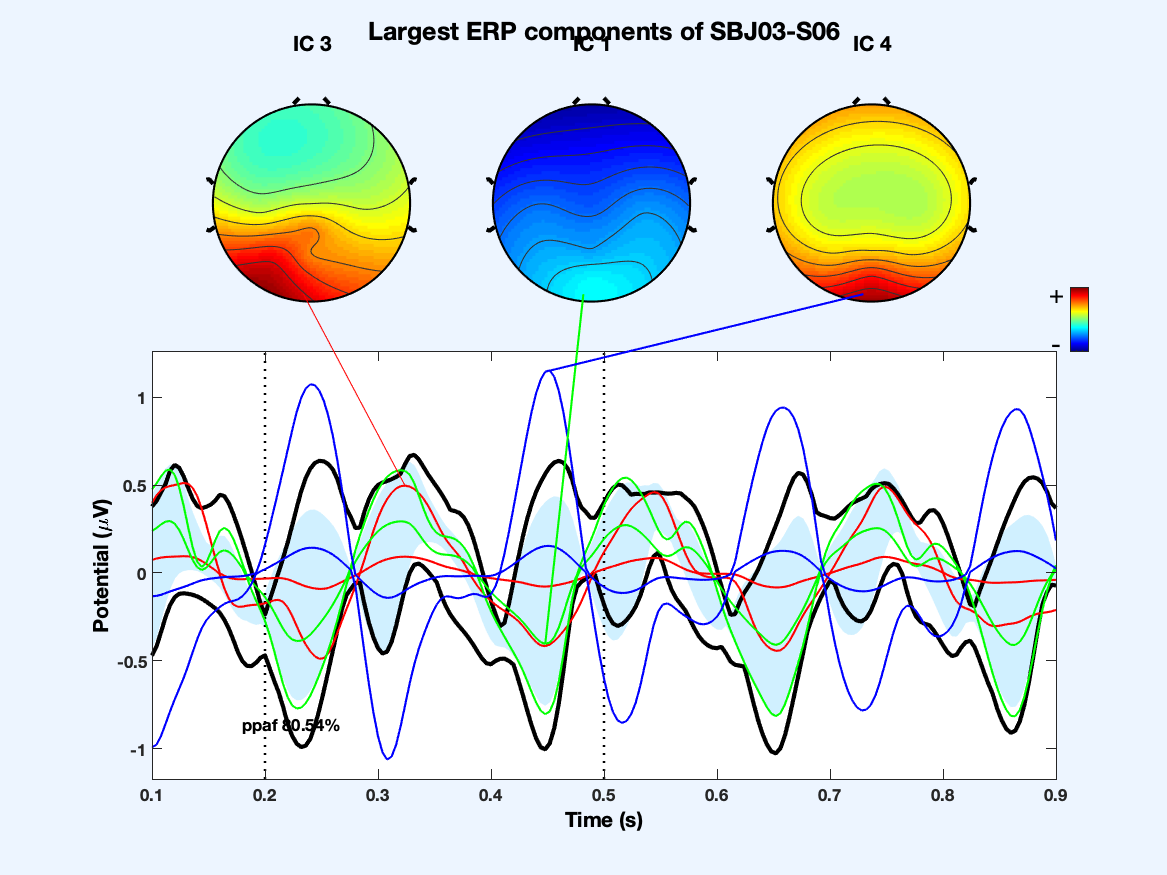 Largest ERP components of SBJ03-S06
IC 3
IC 1
IC 4
+
-
Potential (μV)
1
0.5
0
-0.5
-1
ppaf 80.54%
0.1
0.2
0.3
0.4
0.5
0.6
0.7
0.8
0.9
Time (s)